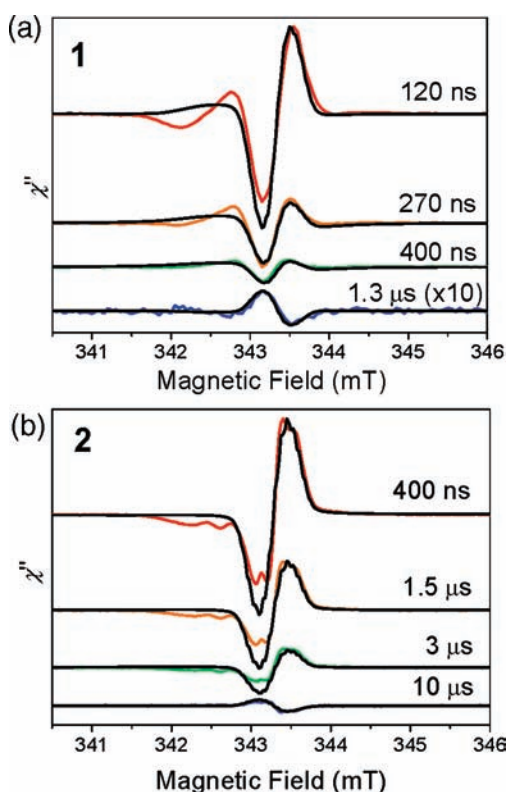 (a)
1
120 ns
270 ns
400 ns
1.3 μs (x10)
χ"
341 342 343 344 345 346
Magnetic Field (mT)
(b)
2
400 ns
1.5 μs
3 μs
10 μs
χ"
341 342 343 344 345 346
Magnetic Field (mT)